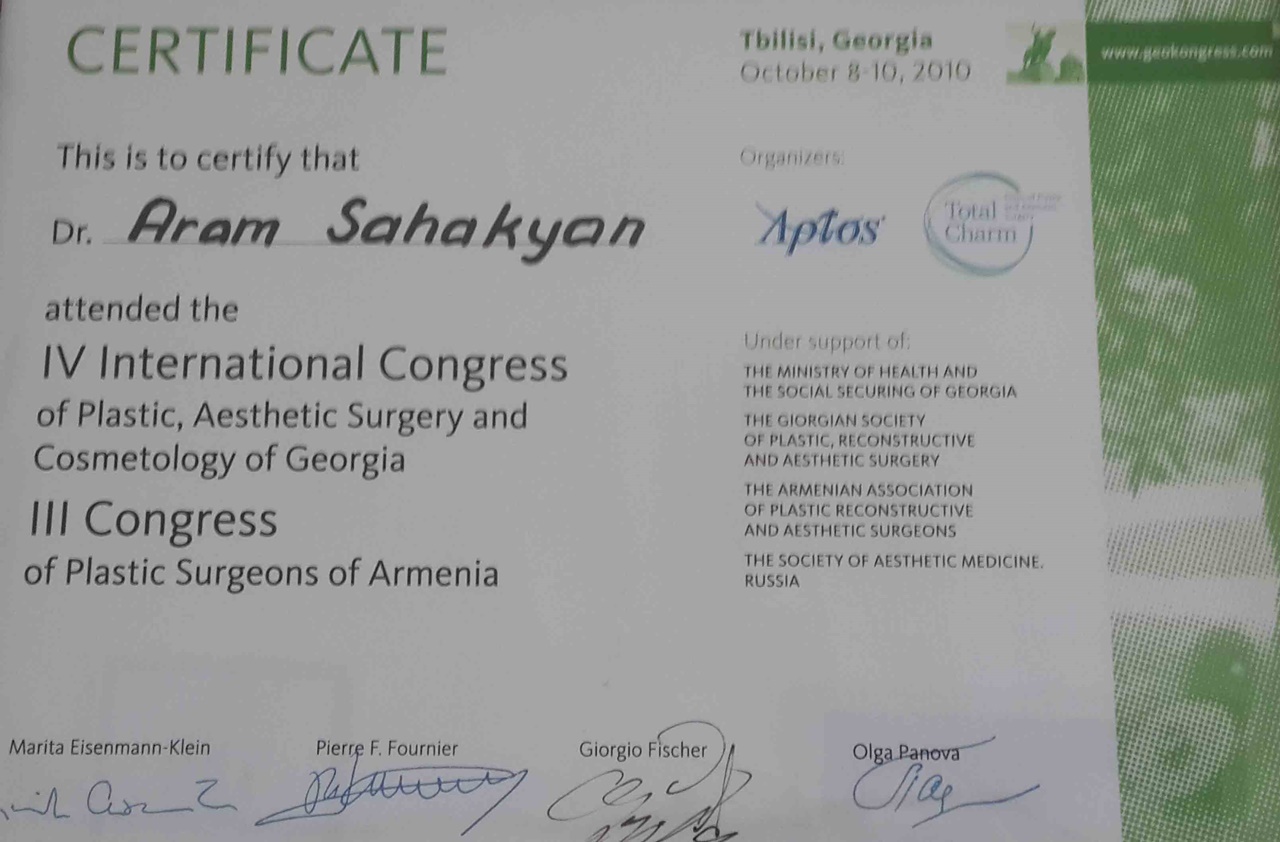 CERTIFICATE
This is to certify that
Dr. Aram Sahakyan
attended the
IV International Congress
of Plastic, Aesthetic Surgery and
Cosmetology of Georgia
III Congress
of Plastic Surgeons of Armenia
Tbilisi, Georgia
October 8-10, 2010
www.geokongress.com
Organizers:
Aptos
Total
Charm
Under support of:
THE MINISTRY OF HEALTH AND
THE SOCIAL SECURING OF GEORGIA
THE GIORGIAN SOCIETY
OF PLASTIC, RECONSTRUCTIVE
AND AESTHETIC SURGERY
THE ARMENIAN ASSOCIATION
OF PLASTIC RECONSTRUCTIVE
AND AESTHETIC SURGEONS
THE SOCIETY OF AESTHETIC MEDICINE.
RUSSIA
Marita Eisenmann-Klein
Pierre F. Fournier
Giorgio Fischer
Olga Panova